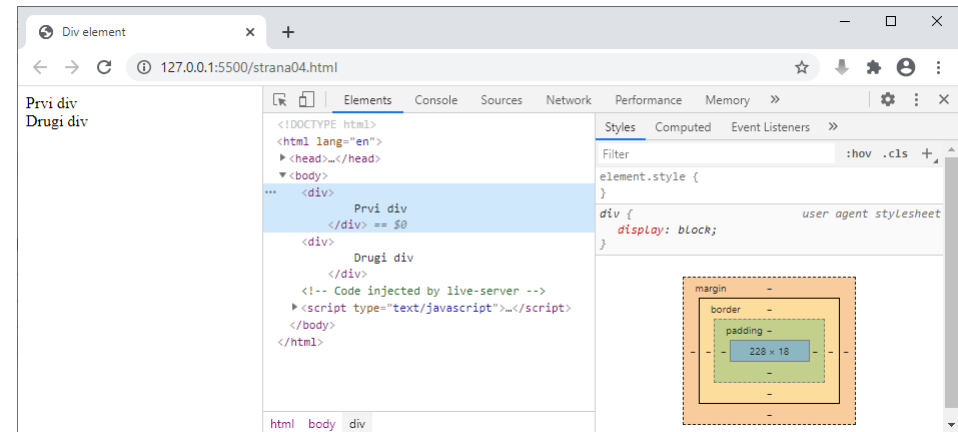 Div element
127.0.0.1:5500/strana04.html
Prvi div
Drugi div
Elements Console Sources Network Performance Memory »
<!DOCTYPE html>
<html lang="en">
<head>…</head>
<body>
<div>
Prvi div
</div> == $0
<div>
Drugi div
</div>
<!-- Code injected by live-server -->
<script type="text/javascript">…</script>
</body>
</html>
html body div
Styles Computed Event Listeners »
Filter :hov .cls +
element.style {
}
div { user agent stylesheet
display: block;
}
margin -
border -
padding -
- - - 228 × 18 - - -
-
-
-